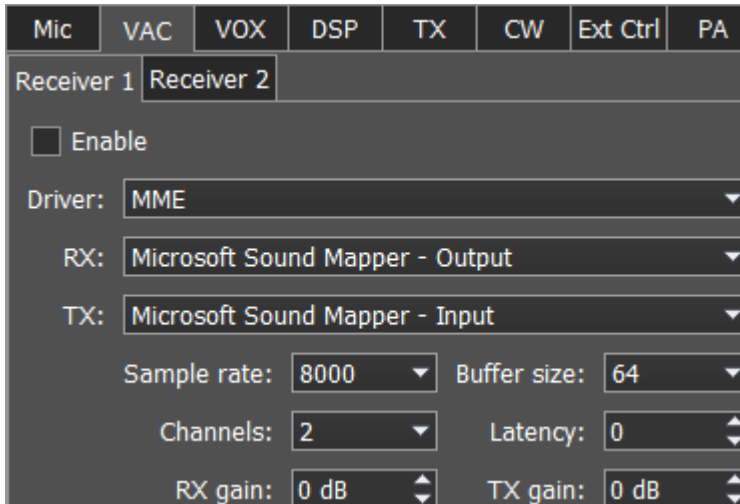 Mic VAC VOX DSP TX CW Ext Ctrl PA
Receiver 1 Receiver 2
Enable
Driver: MME
RX: Microsoft Sound Mapper - Output
TX: Microsoft Sound Mapper - Input
Sample rate: 8000 Buffer size: 64
Channels: 2 Latency: 0
RX gain: 0 dB TX gain: 0 dB